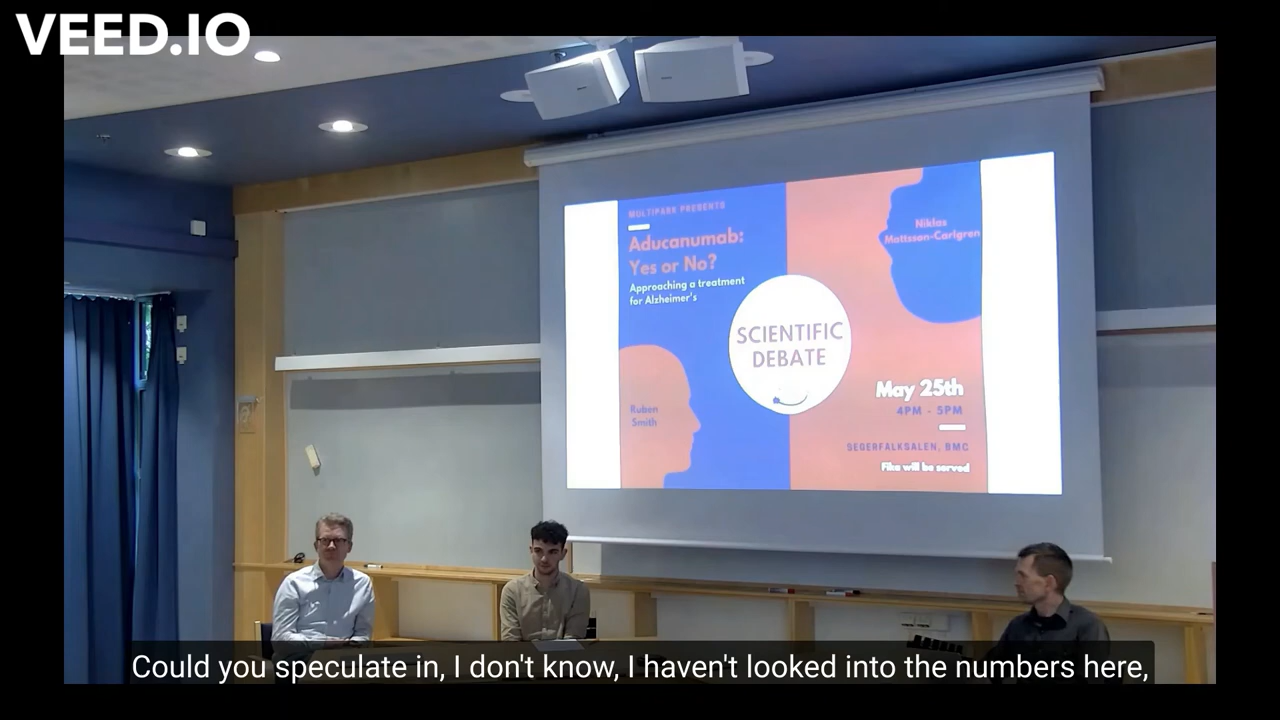 VEED.IO
MULTIPARK PRESENTS
Aducanumab:
Yes or No?
Approaching a treatment
for Alzheimer's
Niklas
Mattsson-Carlgren
SCIENTIFIC
DEBATE
Ruben
Smith
May 25th
4PM - 5PM
SEGERFALKSALEN, BMC
Fika will be served
Could you speculate in, I don't know, I haven't looked into the numbers here,